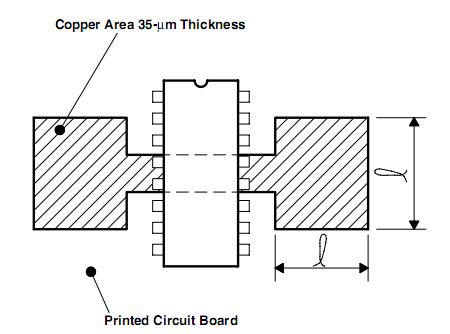 Copper Area 35-μm Thickness
ℓ
ℓ
Printed Circuit Board